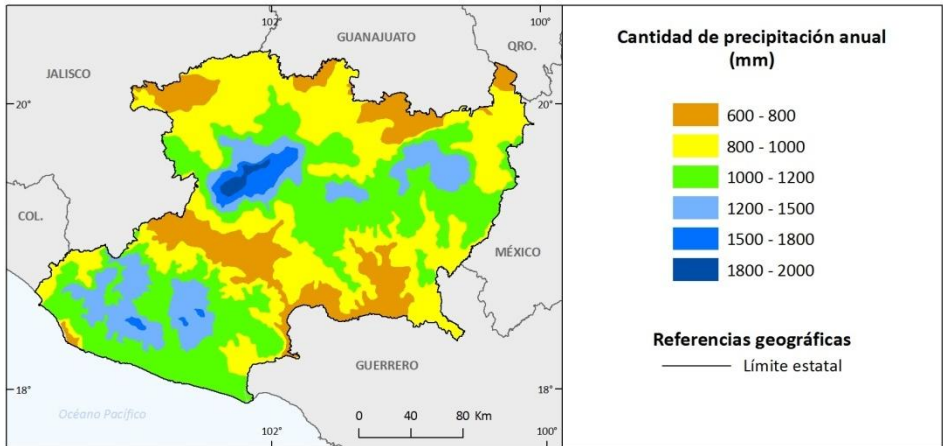 102°
100°
GUANAJUATO
QRO.
JALISCO
20°
20°
COL.
MÉXICO
GUERRERO
18°
18°
Océano Pacífico
0 40 80 Km
102°
100°
Cantidad de precipitación anual
(mm)
600 - 800
800 - 1000
1000 - 1200
1200 - 1500
1500 - 1800
1800 - 2000
Referencias geográficas
Límite estatal